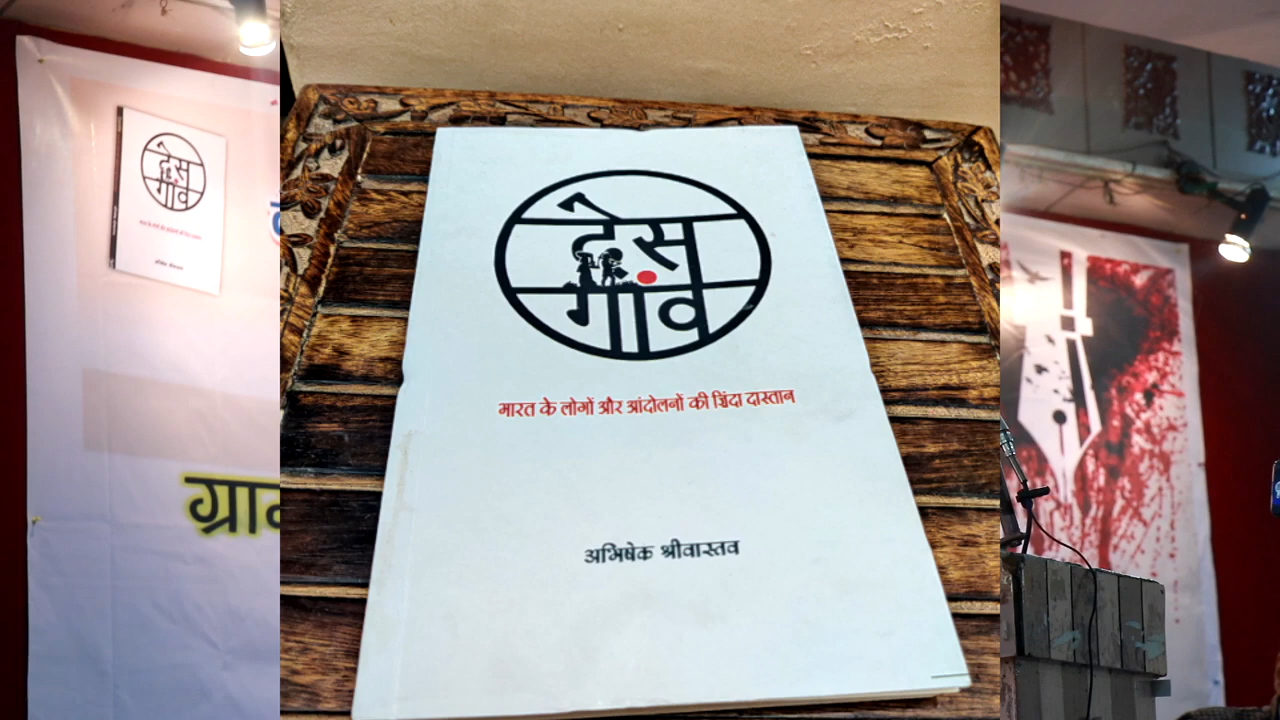 देस
गांव
देस
गांव
भारत के लोगों और आंदोलनों की ज़िंदा दास्तान
अभिषेक श्रीवास्तव